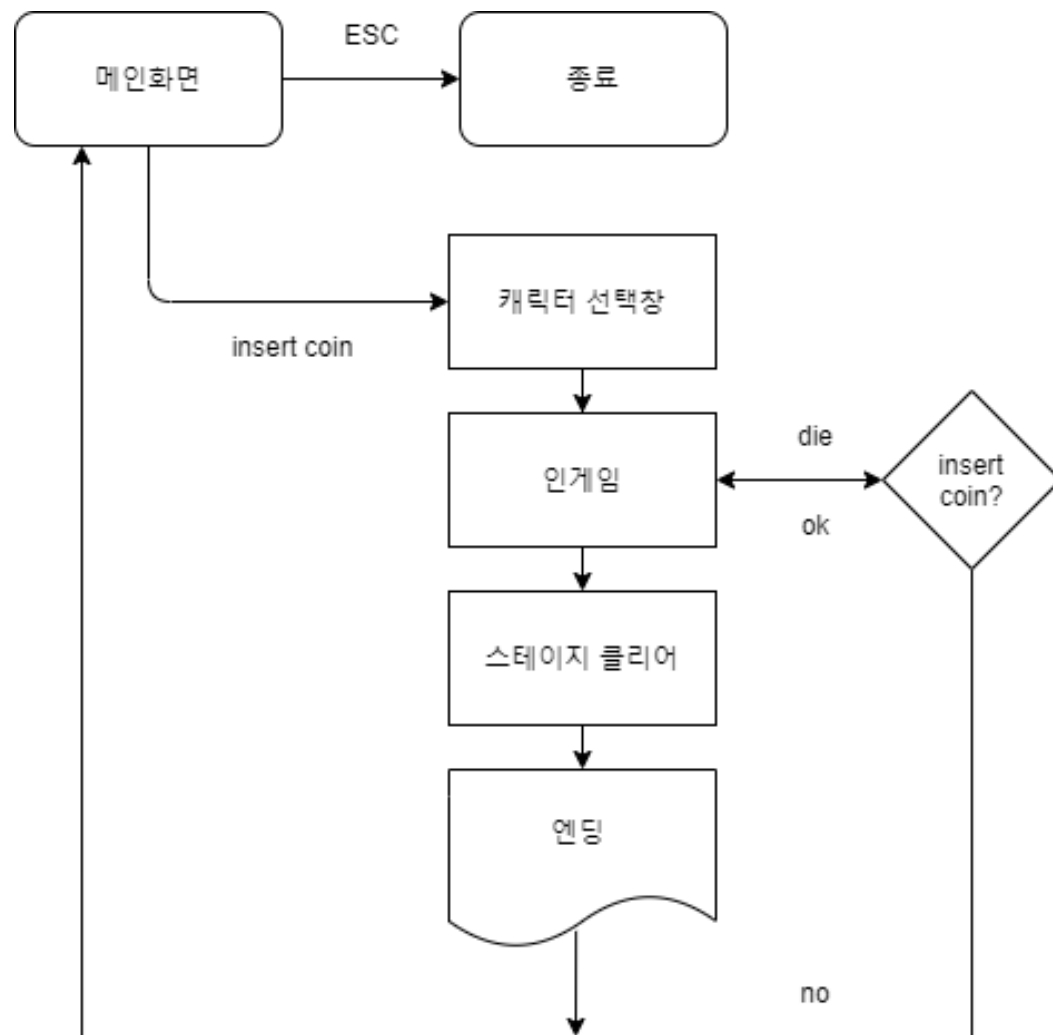 ESC
메인화면
종료
캐릭터 선택창
insert coin
인게임
die
ok
insert
coin?
스테이지 클리어
엔딩
no